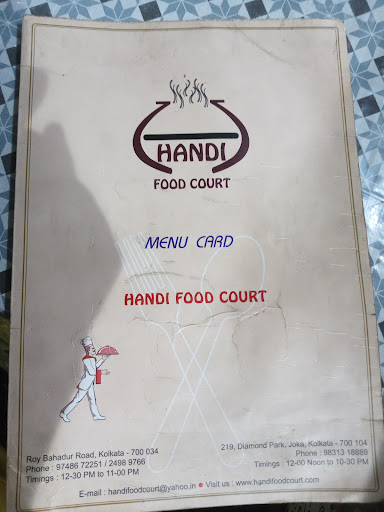 HANDI
FOOD COURT
MENU CARD
HANDI FOOD COURT
Roy Bahadur Road, Kolkata - 700 034
Phone : 97486 72251 / 2498 9766
Timings : 12-30 PM to 11-00 PM
219, Diamond Park, Joka, Kolkata - 700 104
Phone : 98313 18889
Timings : 12-00 Noon to 10-30 PM
E-mail : handifoodcourt@yahoo.in • Visit us : www.handifoodcourt.com